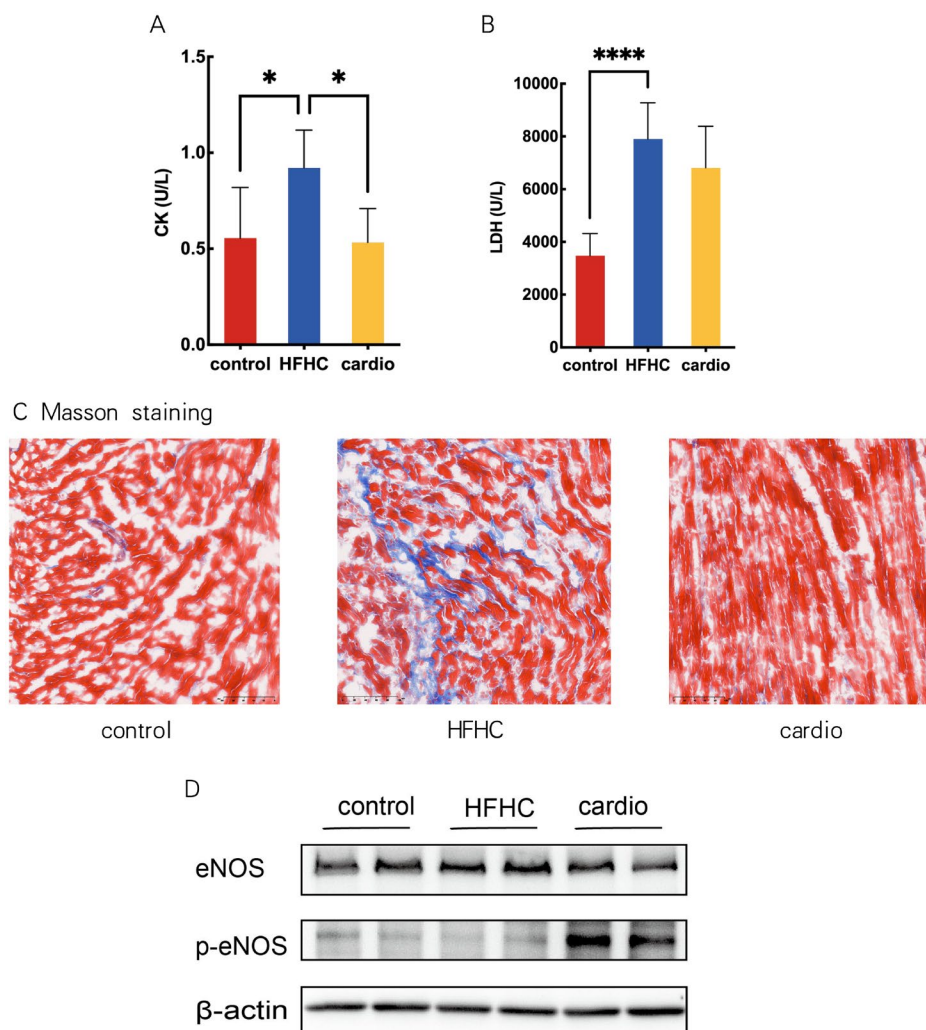 A
CK (U/L)
1.5
1.0
0.5
0.0
* *
control HFHC cardio
B
LDH (U/L)
10000
8000
6000
4000
2000
0
****
control HFHC cardio
C Masson staining
control HFHC cardio
D
control HFHC cardio
eNOS
p-eNOS
β-actin